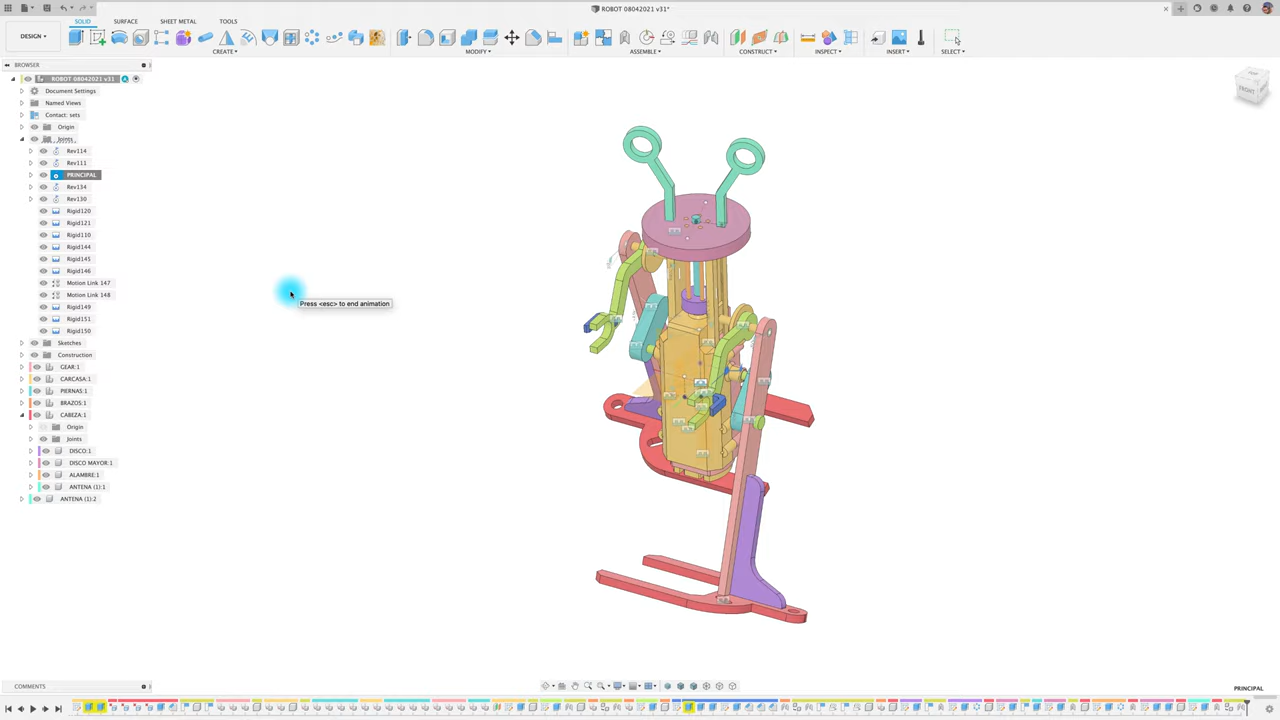 ROBOT 08042021 v31*
SOLID
SURFACE
SHEET METAL
TOOLS
DESIGN
CREATE
MODIFY
ASSEMBLE
CONSTRUCT
INSPECT
INSERT
SELECT
BROWSER
ROBOT 08042021 v31
Document Settings
Named Views
Contact: sets
Origin
Joints
Rev114
Rev111
PRINCIPAL
Rev134
Rev130
Rigid120
Rigid121
Rigid110
Rigid144
Rigid145
Rigid146
Motion Link 147
Motion Link 148
Rigid149
Rigid151
Rigid150
Sketches
Construction
GEAR:1
CARCASA:1
PIERNAS:1
BRAZOS:1
CABEZA:1
Origin
Joints
DISCO:1
DISCO MAYOR:1
ALAMBRE:1
ANTENA (1):1
ANTENA (1):2
Press <esc> to end animation
FRONT
COMMENTS
PRINCIPAL